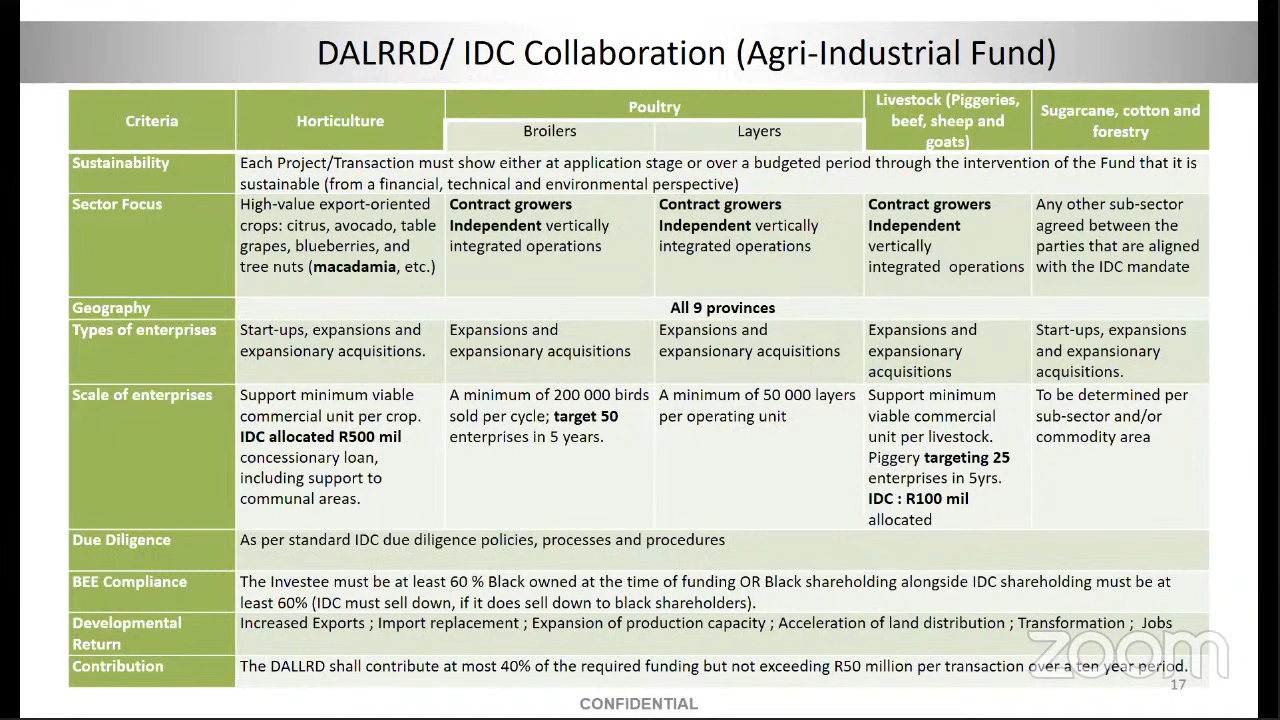 DALRRD/ IDC Collaboration (Agri-Industrial Fund)
Criteria
Horticulture
Poultry
Livestock (Piggeries,
beef, sheep and
goats)
Sugarcane, cotton and
forestry
Broilers
Layers
Sustainability
Each Project/Transaction must show either at application stage or over a budgeted period through the intervention of the Fund that it is
sustainable (from a financial, technical and environmental perspective)
Sector Focus
High-value export-oriented
crops: citrus, avocado, table
grapes, blueberries, and
tree nuts (macadamia, etc.)
Contract growers
Independent vertically
integrated operations
Contract growers
Independent vertically
integrated operations
Contract growers
Independent
vertically
integrated operations
Any other sub-sector
agreed between the
parties that are aligned
with the IDC mandate
Geography
All 9 provinces
Types of enterprises
Start-ups, expansions and
expansionary acquisitions.
Expansions and
expansionary acquisitions
Expansions and
expansionary acquisitions
Expansions and
expansionary
acquisitions
Start-ups, expansions
and expansionary
acquisitions.
Scale of enterprises
Support minimum viable
commercial unit per crop.
IDC allocated R500 mil
concessionary loan,
including support to
communal areas.
A minimum of 200 000 birds
sold per cycle; target 50
enterprises in 5 years.
A minimum of 50 000 layers
per operating unit
Support minimum
viable commercial
unit per livestock.
Piggery targeting 25
enterprises in 5yrs.
IDC : R100 mil
allocated
To be determined per
sub-sector and/or
commodity area
Due Diligence
As per standard IDC due diligence policies, processes and procedures
BEE Compliance
The Investee must be at least 60 % Black owned at the time of funding OR Black shareholding alongside IDC shareholding must be at
least 60% (IDC must sell down, if it does sell down to black shareholders).
Developmental
Return
Increased Exports ; Import replacement ; Expansion of production capacity ; Acceleration of land distribution ; Transformation ; Jobs
Contribution
The DALLRD shall contribute at most 40% of the required funding but not exceeding R50 million per transaction over a ten year period.
zoom
17
CONFIDENTIAL